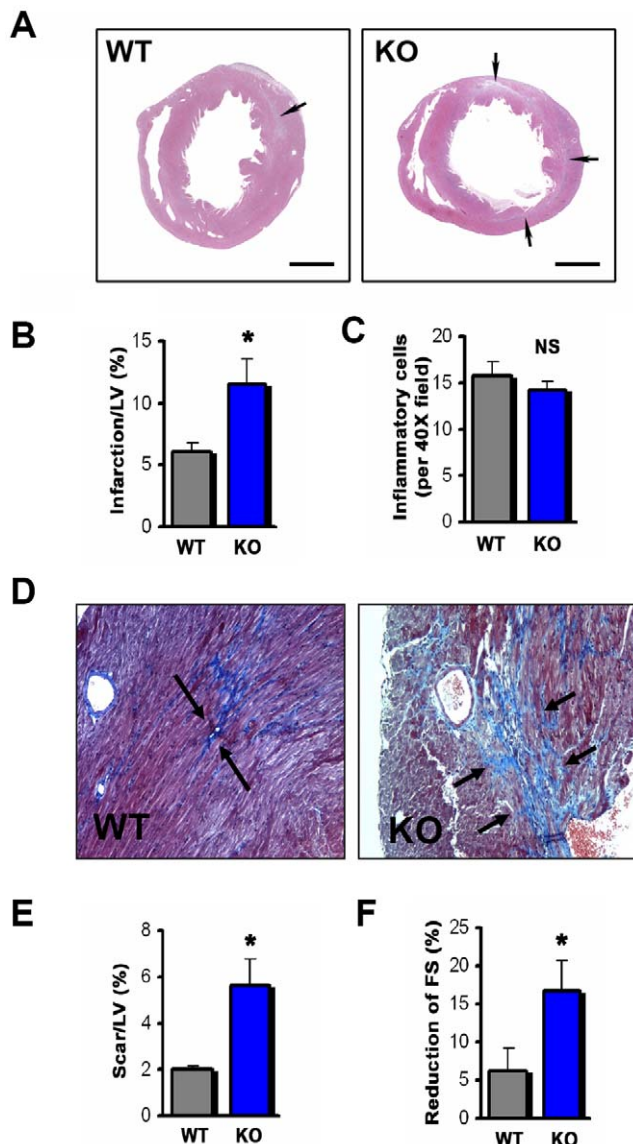 A
WT
KO
B
Infarction/LV (%)
15
10
5
0
*
WT
KO
C
Inflammatory cells
(per 40X field)
20
15
10
5
0
NS
WT
KO
D
WT
KO
E
Scar/LV (%)
8
6
4
2
0
*
WT
KO
F
Reduction of FS (%)
25
20
15
10
5
0
*
WT
KO